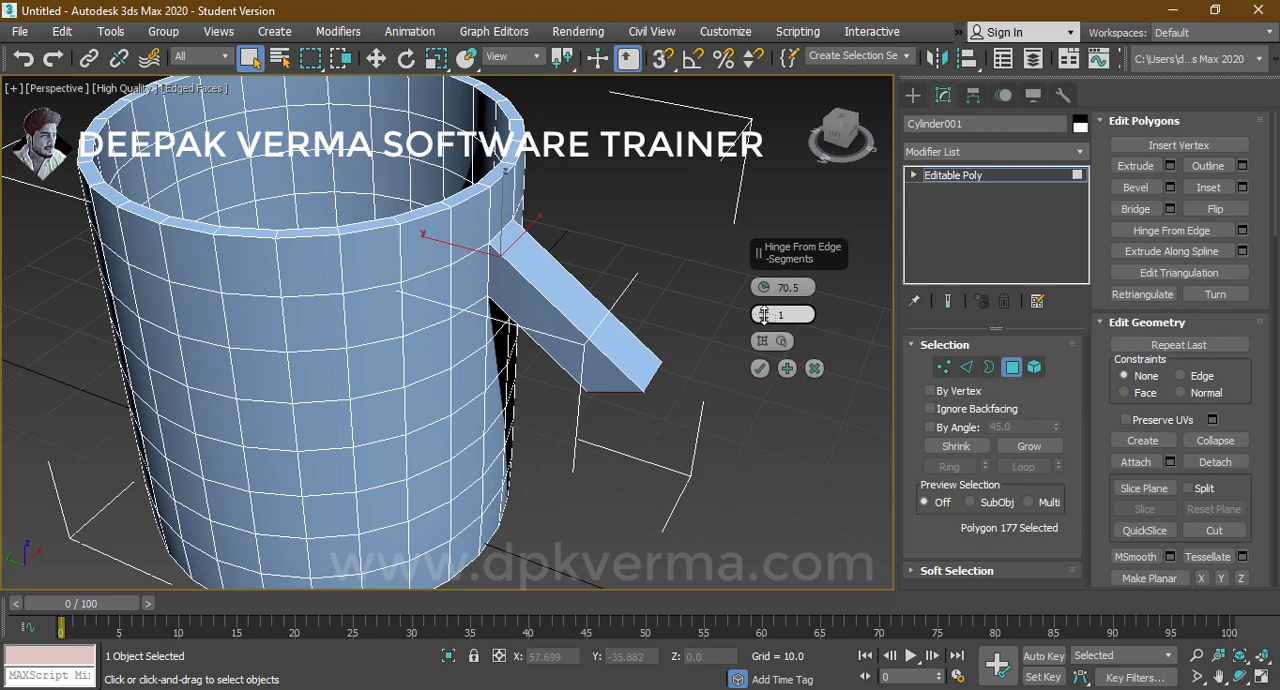 Untitled - Autodesk 3ds Max 2020 - Student Version
File Edit Tools Group Views Create Modifiers Animation Graph Editors Rendering Civil View Customize Scripting Interactive » Sign In Workspaces: Default
All View Create Selection Se C:\Users\d...s Max 2020
[+] [Perspective] [High Quality] [Edged Faces]
DEEPAK VERMA SOFTWARE TRAINER
Hinge From Edge
-Segments
70.5
1
Cylinder001
Modifier List
Editable Poly
Selection
By Vertex
Ignore Backfacing
By Angle: 45.0
Shrink Grow
Ring Loop
Preview Selection
Off SubObj Multi
Polygon 177 Selected
Soft Selection
Edit Polygons
Insert Vertex
Extrude Outline
Bevel Inset
Bridge Flip
Hinge From Edge
Extrude Along Spline
Edit Triangulation
Retriangulate Turn
Edit Geometry
Repeat Last
Constraints
None Edge
Face Normal
Preserve UVs
Create Collapse
Attach Detach
Slice Plane Split
Slice Reset Plane
QuickSlice Cut
MSmooth Tessellate
Make Planar X Y Z
www.dpkverma.com
< 0 / 100 >
0 5 10 15 20 25 30 35 40 45 50 55 60 65 70 75 80 85 90 95 100
1 Object Selected X: 57.699 Y: -35.882 Z: 0.0 Grid = 10.0 Auto Key Selected
MAXScript Mi: Click or click-and-drag to select objects Add Time Tag 0 Set Key Key Filters...